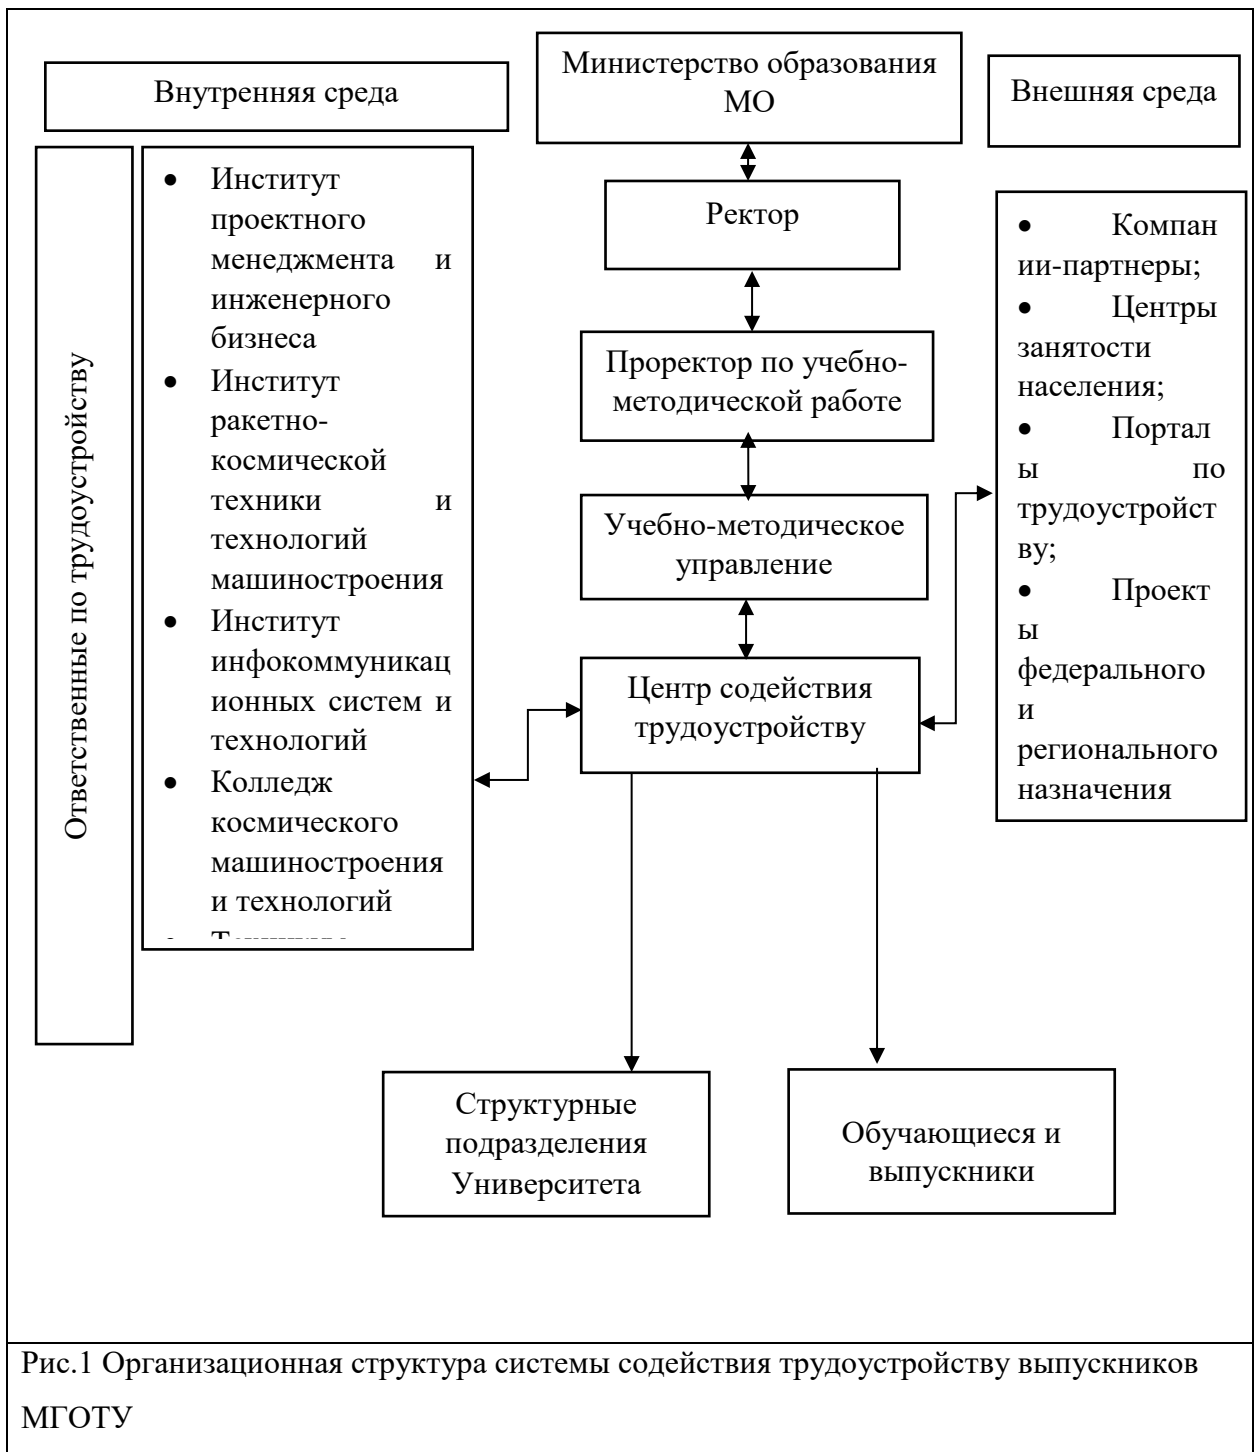 Внутренняя среда
Министерство образования
МО
Внешняя среда
Ответственные по трудоустройству
• Институт
проектного
менеджмента и
инженерного
бизнеса
• Институт
ракетно-
космической
техники и
технологий
машиностроения
• Институт
инфокоммуникац
ионных систем и
технологий
• Колледж
космического
машиностроения
и технологий
Ректор
Проректор по учебно-
методической работе
Учебно-методическое
управление
Центр содействия
трудоустройству
• Компан
ии-партнеры;
• Центры
занятости
населения;
• Портал
ы по
трудоустройст
ву;
• Проект
ы
федерального
и
регионального
назначения
Структурные
подразделения
Университета
Обучающиеся и
выпускники
Рис.1 Организационная структура системы содействия трудоустройству выпускников
МГОТУ